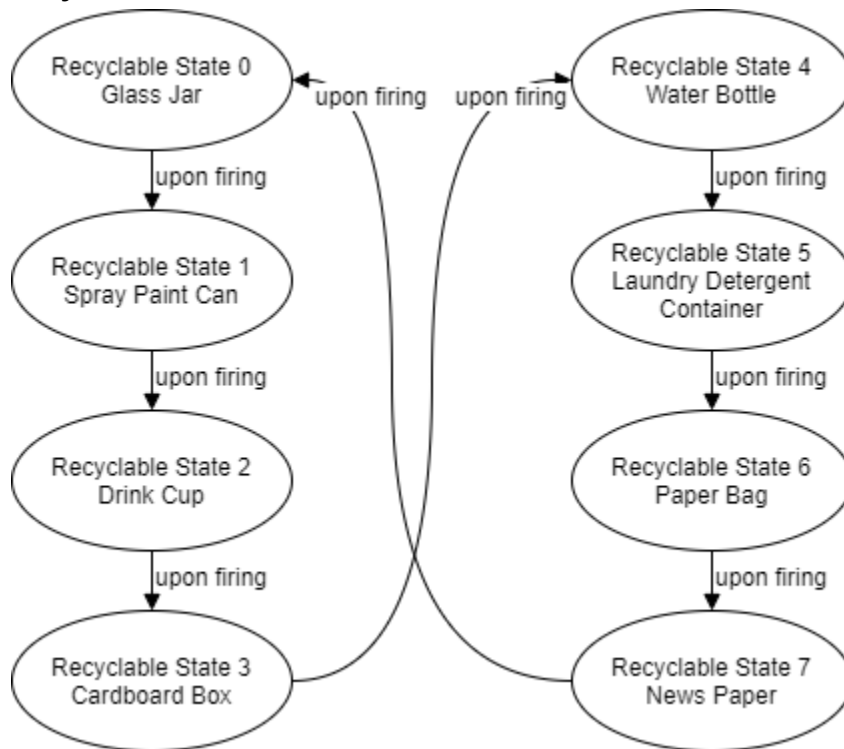 Recyclable State 0
Glass Jar
upon firing
Recyclable State 1
Spray Paint Can
upon firing
Recyclable State 2
Drink Cup
upon firing
Recyclable State 3
Cardboard Box
upon firing
upon firing
Recyclable State 4
Water Bottle
upon firing
Recyclable State 5
Laundry Detergent
Container
upon firing
Recyclable State 6
Paper Bag
upon firing
Recyclable State 7
News Paper